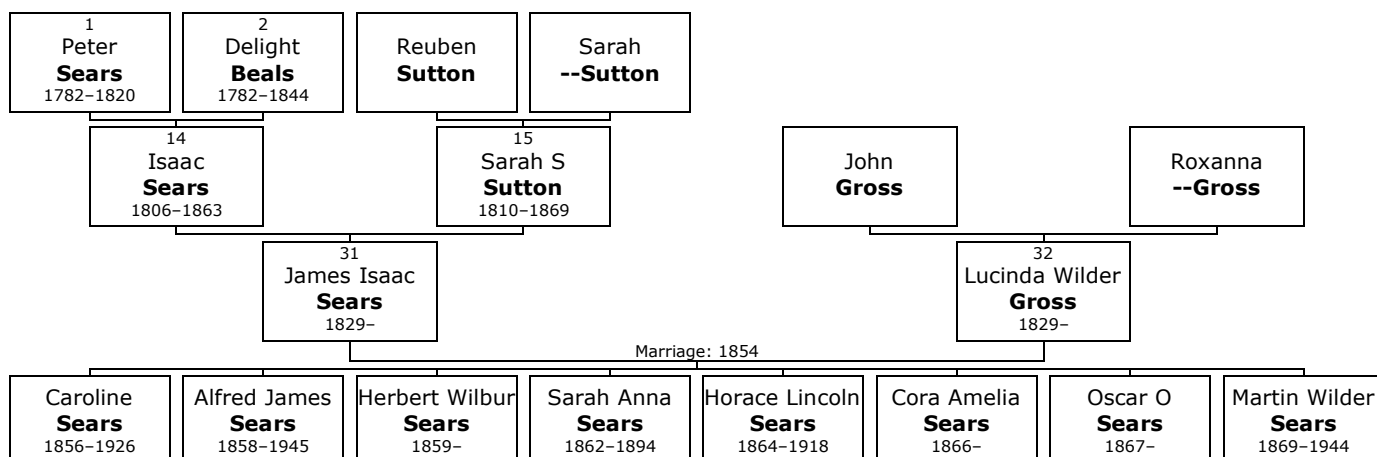 1
Peter
Sears
1782–1820
2
Delight
Beals
1782–1844
Reuben
Sutton
Sarah
--Sutton
14
Isaac
Sears
1806–1863
15
Sarah S
Sutton
1810–1869
John
Gross
Roxanna
--Gross
31
James Isaac
Sears
1829–
32
Lucinda Wilder
Gross
1829–
Marriage: 1854
Caroline
Sears
1856–1926
Alfred James
Sears
1858–1945
Herbert Wilbur
Sears
1859–
Sarah Anna
Sears
1862–1894
Horace Lincoln
Sears
1864–1918
Cora Amelia
Sears
1866–
Oscar O
Sears
1867–
Martin Wilder
Sears
1869–1944